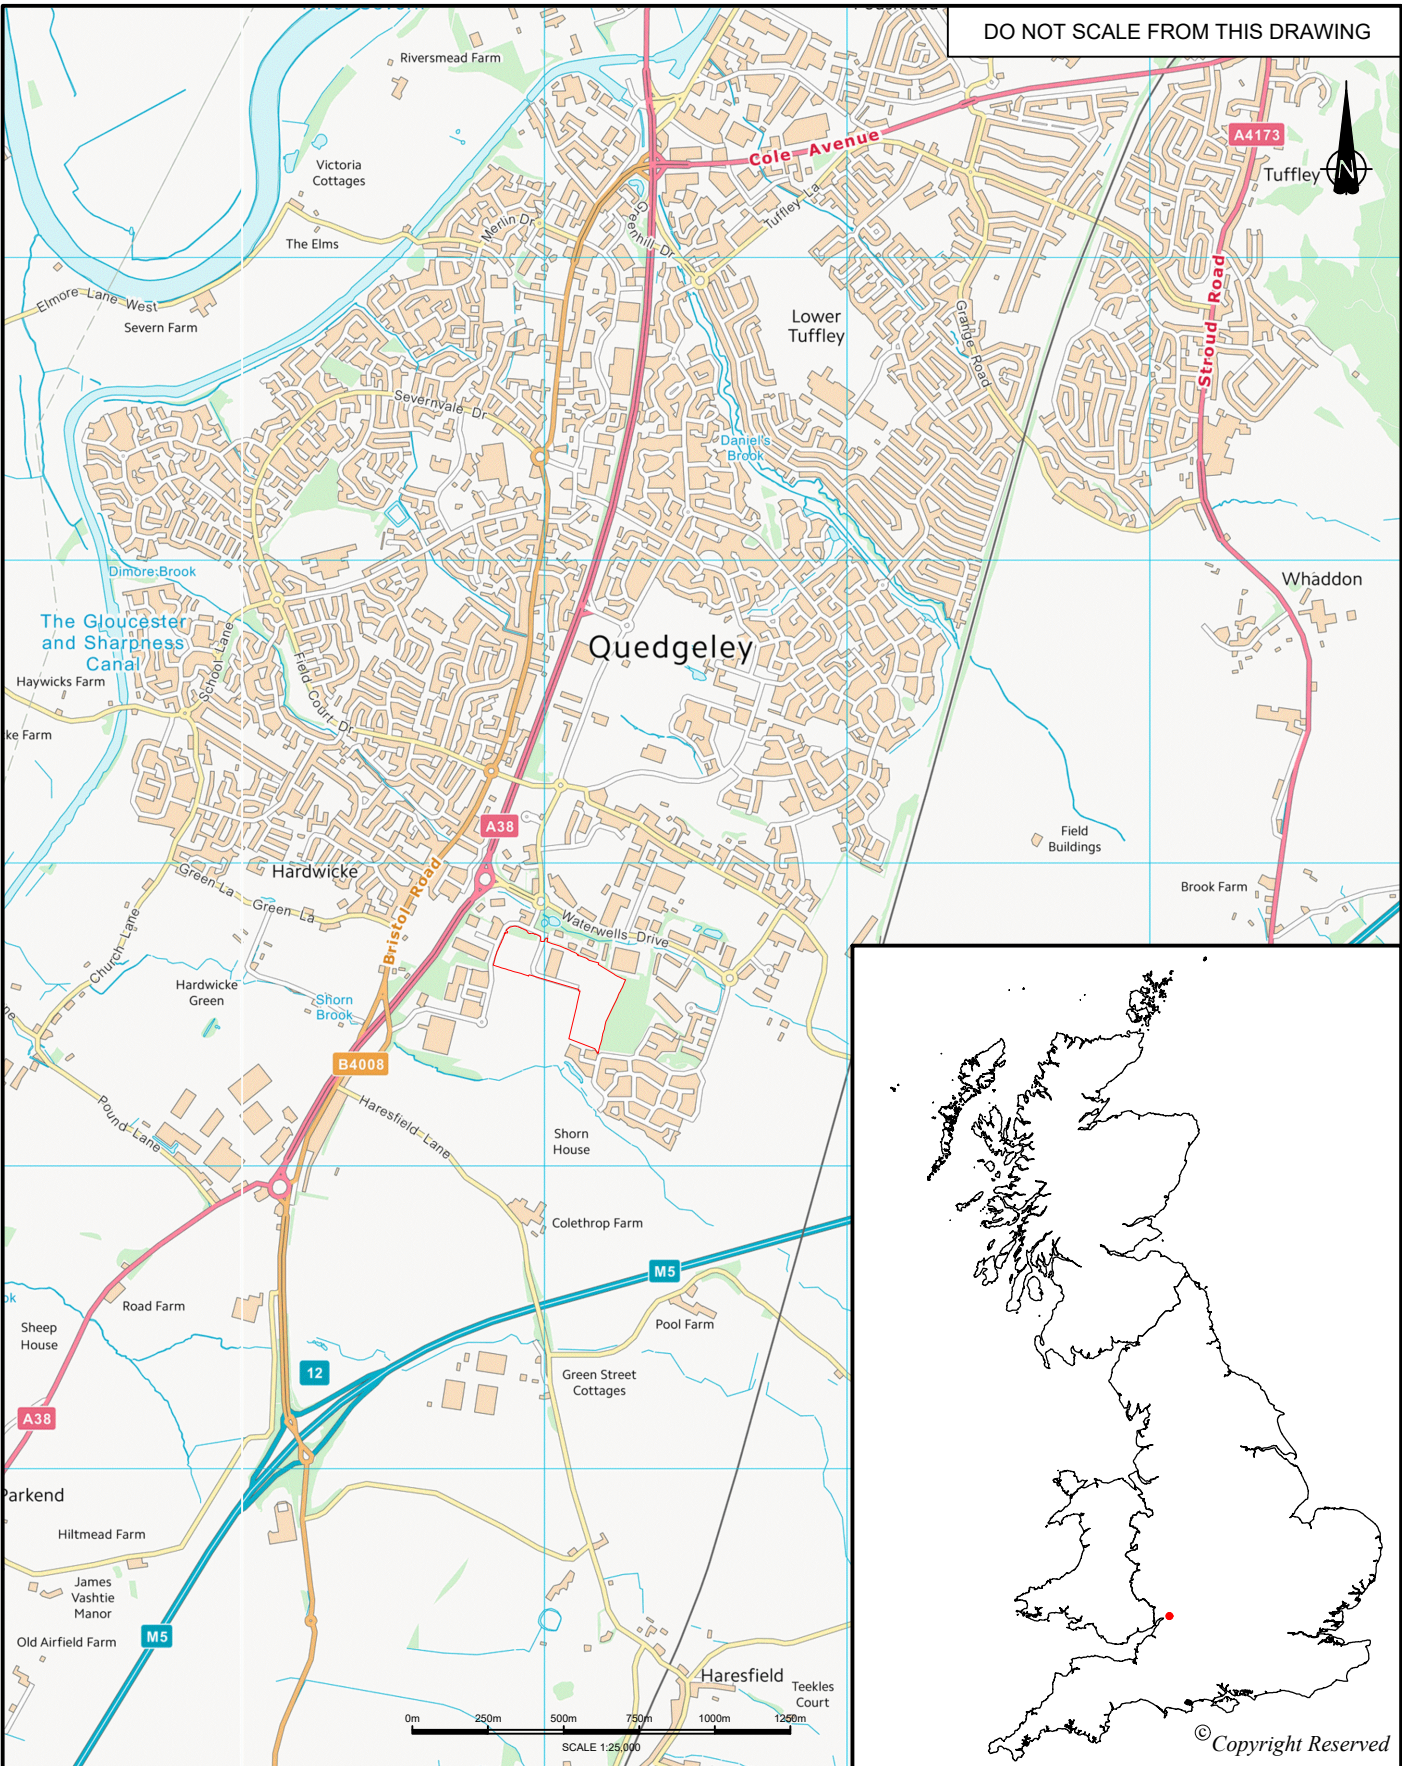 DO NOT SCALE FROM THIS DRAWING
Riversmead Farm
A4173
Cole Avenue
Victoria
Cottages
Tuffley
N
Tuffley La
Merlin Dr
Greenhill Dr
The Elms
Elmore Lane West
Severn Farm
Lower
Tuffley
Grange Road
Stroud Road
Severnvale Dr
Daniel's
Brook
Dimore Brook
Whaddon
The Gloucester
and Sharpness
Canal
School Lane
Quedgeley
Haywicks Farm
Field Court Dr
ke Farm
A38
Field
Buildings
Hardwicke
Bristol Road
Green La
Green La
Brook Farm
Waterwells Drive
Church Lane
Hardwicke
Green
Shorn
Brook
ne
B4008
Pound Lane
Haresfield Lane
Shorn
House
Colethrop Farm
M5
ok
Road Farm
Sheep
House
Pool Farm
12
Green Street
Cottages
A38
Parkend
Hiltmead Farm
James
Vashtie
Manor
M5
Old Airfield Farm
Haresfield
Teekles
Court
0m 250m 500m 750m 1000m 1250m
SCALE 1:25,000
© Copyright Reserved